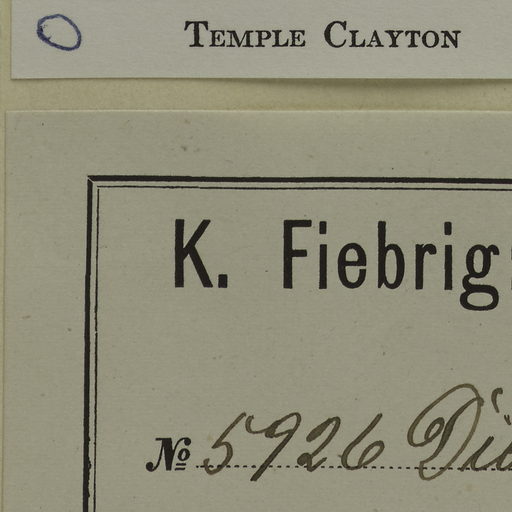 TEMPLE CLAYTON
K. Fiebrig
№ 5926